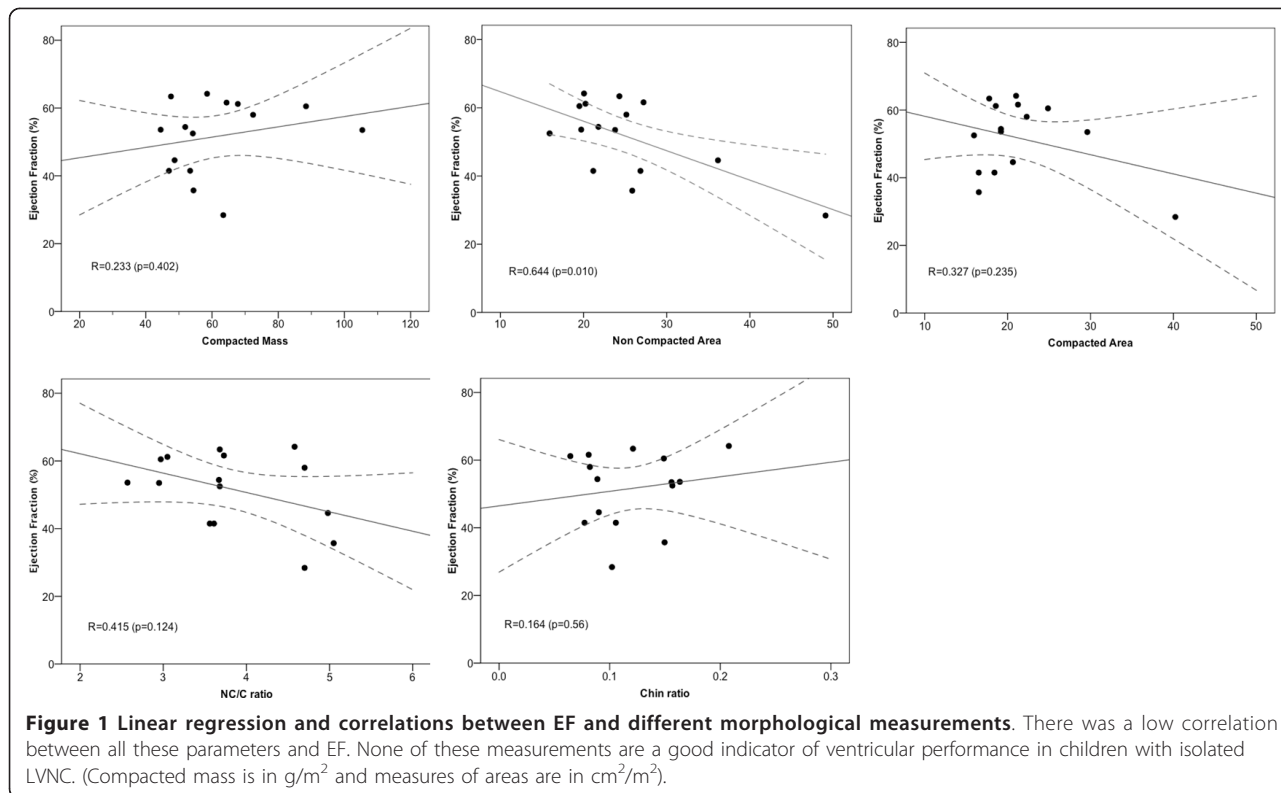 80
60
40
20
0
Ejection Fraction (%)
R=0.233 (p=0.402)
20 40 60 80 100 120
Compacted Mass
80
60
40
20
0
Ejection Fraction (%)
R=0.644 (p=0.010)
10 20 30 40 50
Non Compacted Area
80
60
40
20
0
Ejection Fraction (%)
R=0.327 (p=0.235)
10 20 30 40 50
Compacted Area
80
60
40
20
0
Ejection Fraction (%)
R=0.415 (p=0.124)
2 3 4 5 6
NC/C ratio
80
60
40
20
0
Ejection Fraction (%)
R=0.164 (p=0.56)
0.0 0.1 0.2 0.3
Chin ratio
Figure 1 Linear regression and correlations between EF and different morphological measurements. There was a low correlation
between all these parameters and EF. None of these measurements are a good indicator of ventricular performance in children with isolated
LVNC. (Compacted mass is in g/m² and measures of areas are in cm²/m²).